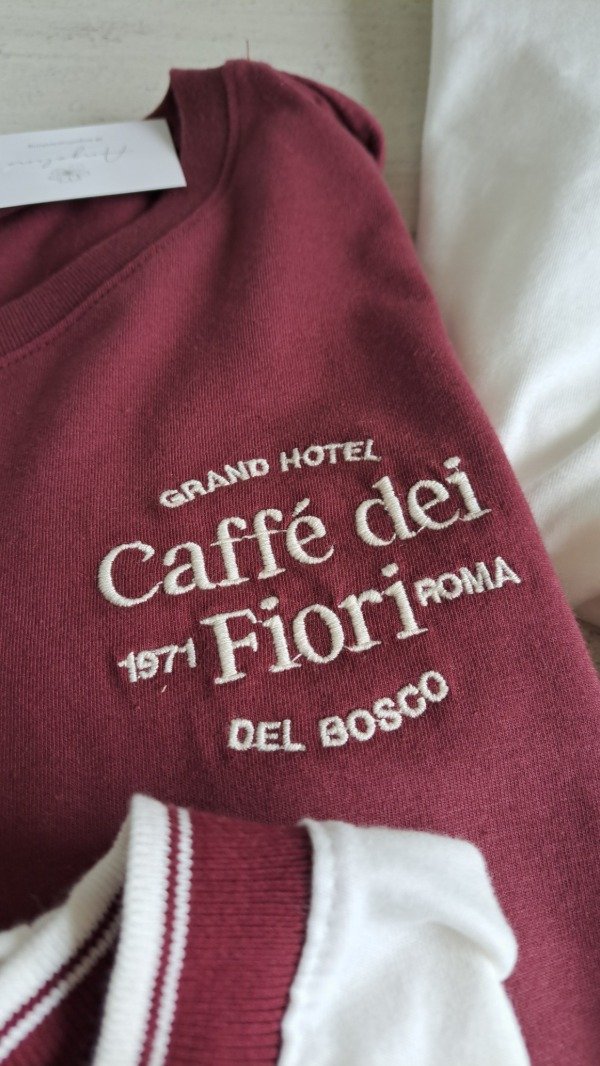 GRAND HOTEL
Caffé dei
1971 Fiori ROMA
DEL BOSCO